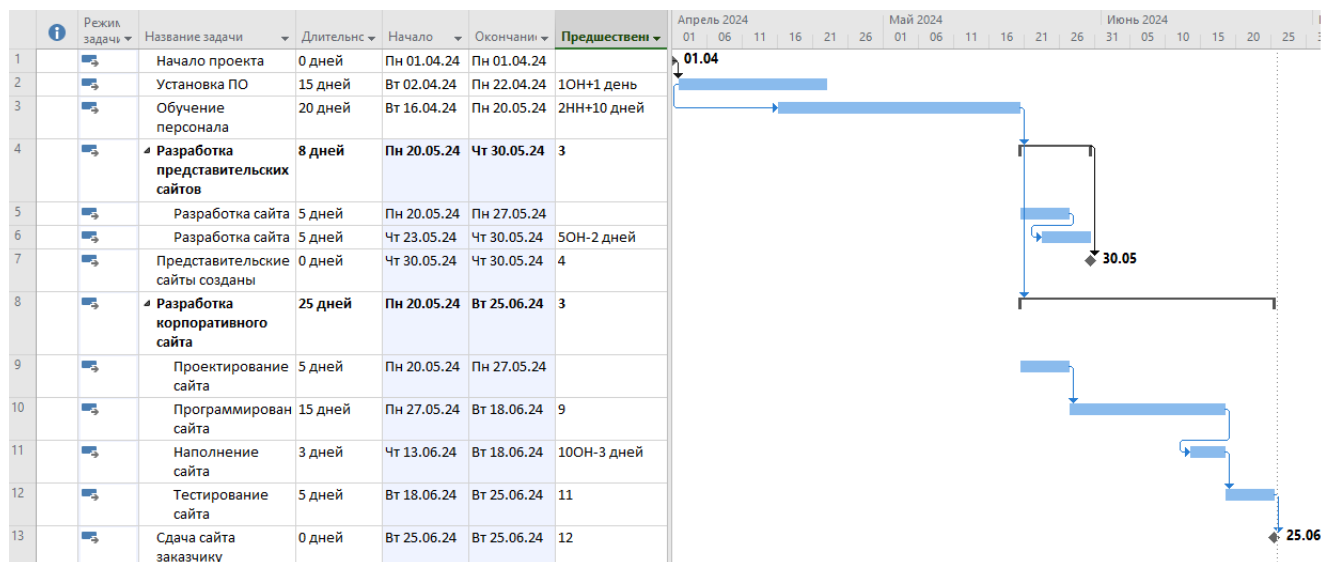 Режим задачи Название задачи Длительнс Начало Окончани Предшественн
Апрель 2024 Май 2024 Июнь 2024
01 06 11 16 21 26 01 06 11 16 21 26 31 05 10 15 20 25
1 Начало проекта 0 дней Пн 01.04.24 Пн 01.04.24
01.04
2 Установка ПО 15 дней Вт 02.04.24 Пн 22.04.24 1ОН+1 день
3 Обучение персонала 20 дней Вт 16.04.24 Пн 20.05.24 2НН+10 дней
4 Разработка представительских сайтов 8 дней Пн 20.05.24 Чт 30.05.24 3
5 Разработка сайта 5 дней Пн 20.05.24 Пн 27.05.24
6 Разработка сайта 5 дней Чт 23.05.24 Чт 30.05.24 5ОН-2 дней
7 Представительские сайты созданы 0 дней Чт 30.05.24 Чт 30.05.24 4
30.05
8 Разработка корпоративного сайта 25 дней Пн 20.05.24 Вт 25.06.24 3
9 Проектирование сайта 5 дней Пн 20.05.24 Пн 27.05.24
10 Программирован сайта 15 дней Пн 27.05.24 Вт 18.06.24 9
11 Наполнение сайта 3 дней Чт 13.06.24 Вт 18.06.24 10ОН-3 дней
12 Тестирование сайта 5 дней Вт 18.06.24 Вт 25.06.24 11
13 Сдача сайта заказчику 0 дней Вт 25.06.24 Вт 25.06.24 12
25.06